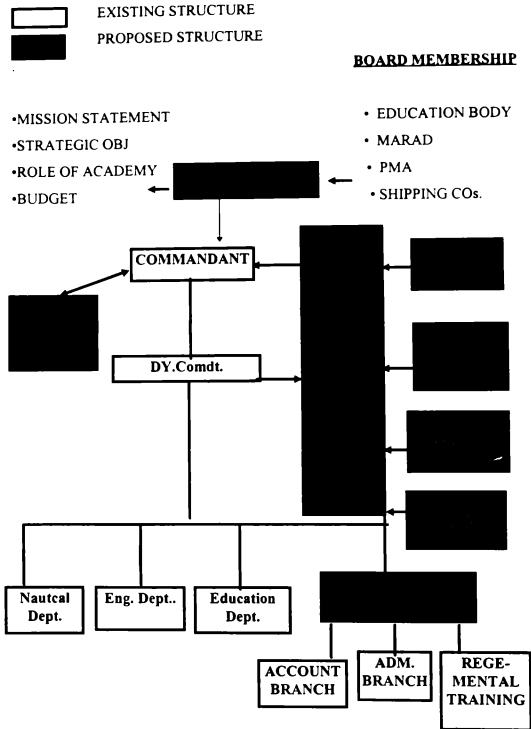 EXISTING STRUCTURE
PROPOSED STRUCTURE
BOARD MEMBERSHIP
•MISSION STATEMENT
•STRATEGIC OBJ
•ROLE OF ACADEMY
•BUDGET
• EDUCATION BODY
• MARAD
• PMA
• SHIPPING COs.
COMMANDANT
DY.Comdt.
Nautcal
Dept.
Eng. Dept..
Education
Dept.
ACCOUNT
BRANCH
ADM.
BRANCH
REGE-
MENTAL
TRAINING